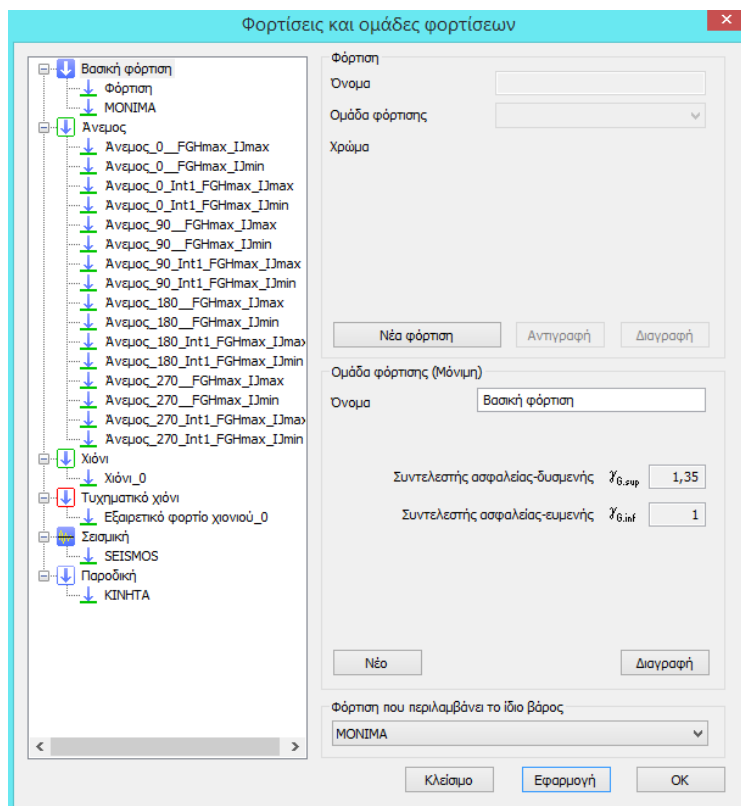 Φορτίσεις και ομάδες φορτίσεων
Βασική φόρτιση
Φόρτιση
ΜΟΝΙΜΑ
Άνεμος
Άνεμος_0__FGHmax_IJmax
Άνεμος_0__FGHmax_IJmin
Άνεμος_0_Int1_FGHmax_IJmax
Άνεμος_0_Int1_FGHmax_IJmin
Άνεμος_90__FGHmax_IJmax
Άνεμος_90__FGHmax_IJmin
Άνεμος_90_Int1_FGHmax_IJmax
Άνεμος_90_Int1_FGHmax_IJmin
Άνεμος_180__FGHmax_IJmax
Άνεμος_180__FGHmax_IJmin
Άνεμος_180_Int1_FGHmax_IJmax
Άνεμος_180_Int1_FGHmax_IJmin
Άνεμος_270__FGHmax_IJmax
Άνεμος_270__FGHmax_IJmin
Άνεμος_270_Int1_FGHmax_IJmax
Άνεμος_270_Int1_FGHmax_IJmin
Χιόνι
Χιόνι_0
Τυχηματικό χιόνι
Εξαιρετικό φορτίο χιονιού_0
Σεισμική
SEISMOS
Παροδική
ΚΙΝΗΤΑ
Φόρτιση
Όνομα
Ομάδα φόρτισης
Χρώμα
Νέα φόρτιση Αντιγραφή Διαγραφή
Ομάδα φόρτισης (Μόνιμη)
Όνομα Βασική φόρτιση
Συντελεστής ασφαλείας-δυσμενής γG.sup 1,35
Συντελεστής ασφαλείας-ευμενής γG.inf 1
Νέο Διαγραφή
Φόρτιση που περιλαμβάνει το ίδιο βάρος
ΜΟΝΙΜΑ
Κλείσιμο Εφαρμογή OK